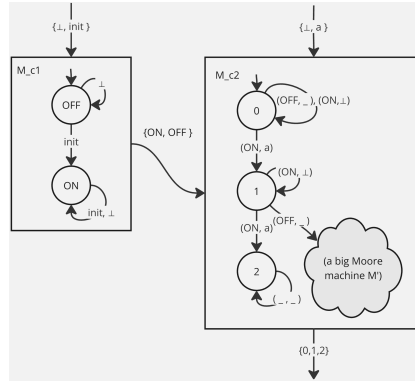 {⊥, init}
{⊥, a }
M_c1
M_c2
⊥
OFF
0
(OFF, _ ), (ON,⊥)
init
{ON, OFF }
(ON, a)
(ON, ⊥)
ON
1
init, ⊥
(ON, a)
(OFF, _ )
2
(a big Moore
machine M')
( _ , _ )
{0,1,2}